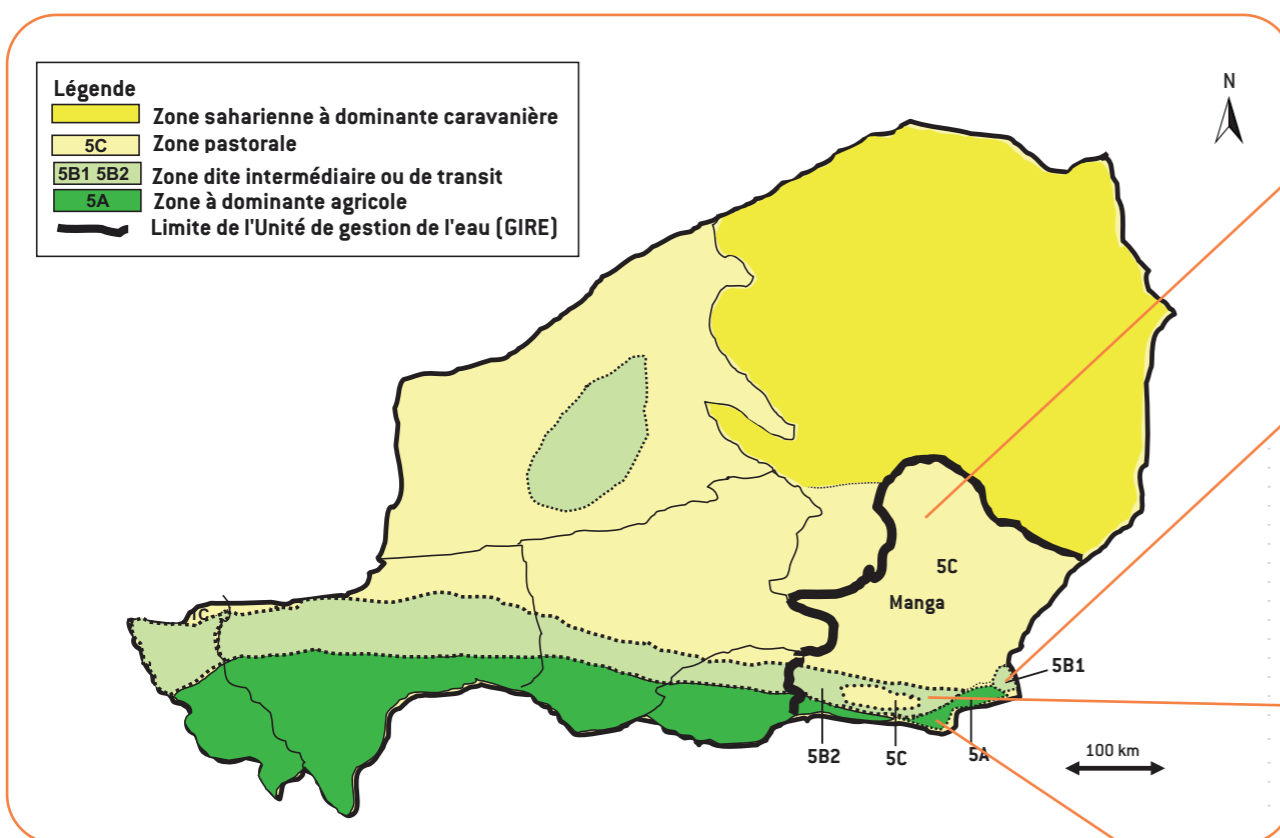 Légende
Zone saharienne à dominante caravanière
5C Zone pastorale
5B1 5B2 Zone dite intermédiaire ou de transit
5A Zone à dominante agricole
Limite de l'Unité de gestion de l'eau (GIRE)
N
5C
Manga
5B1
5B2
5C
5A
100 km